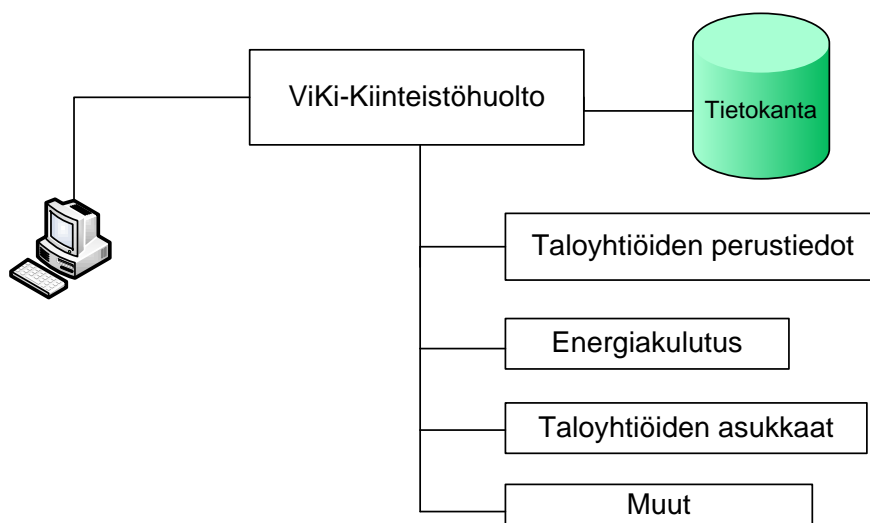 ViKi-Kiinteistöhuolto
Tietokanta
Taloyhtiöiden perustiedot
Energiakulutus
Taloyhtiöiden asukkaat
Muut